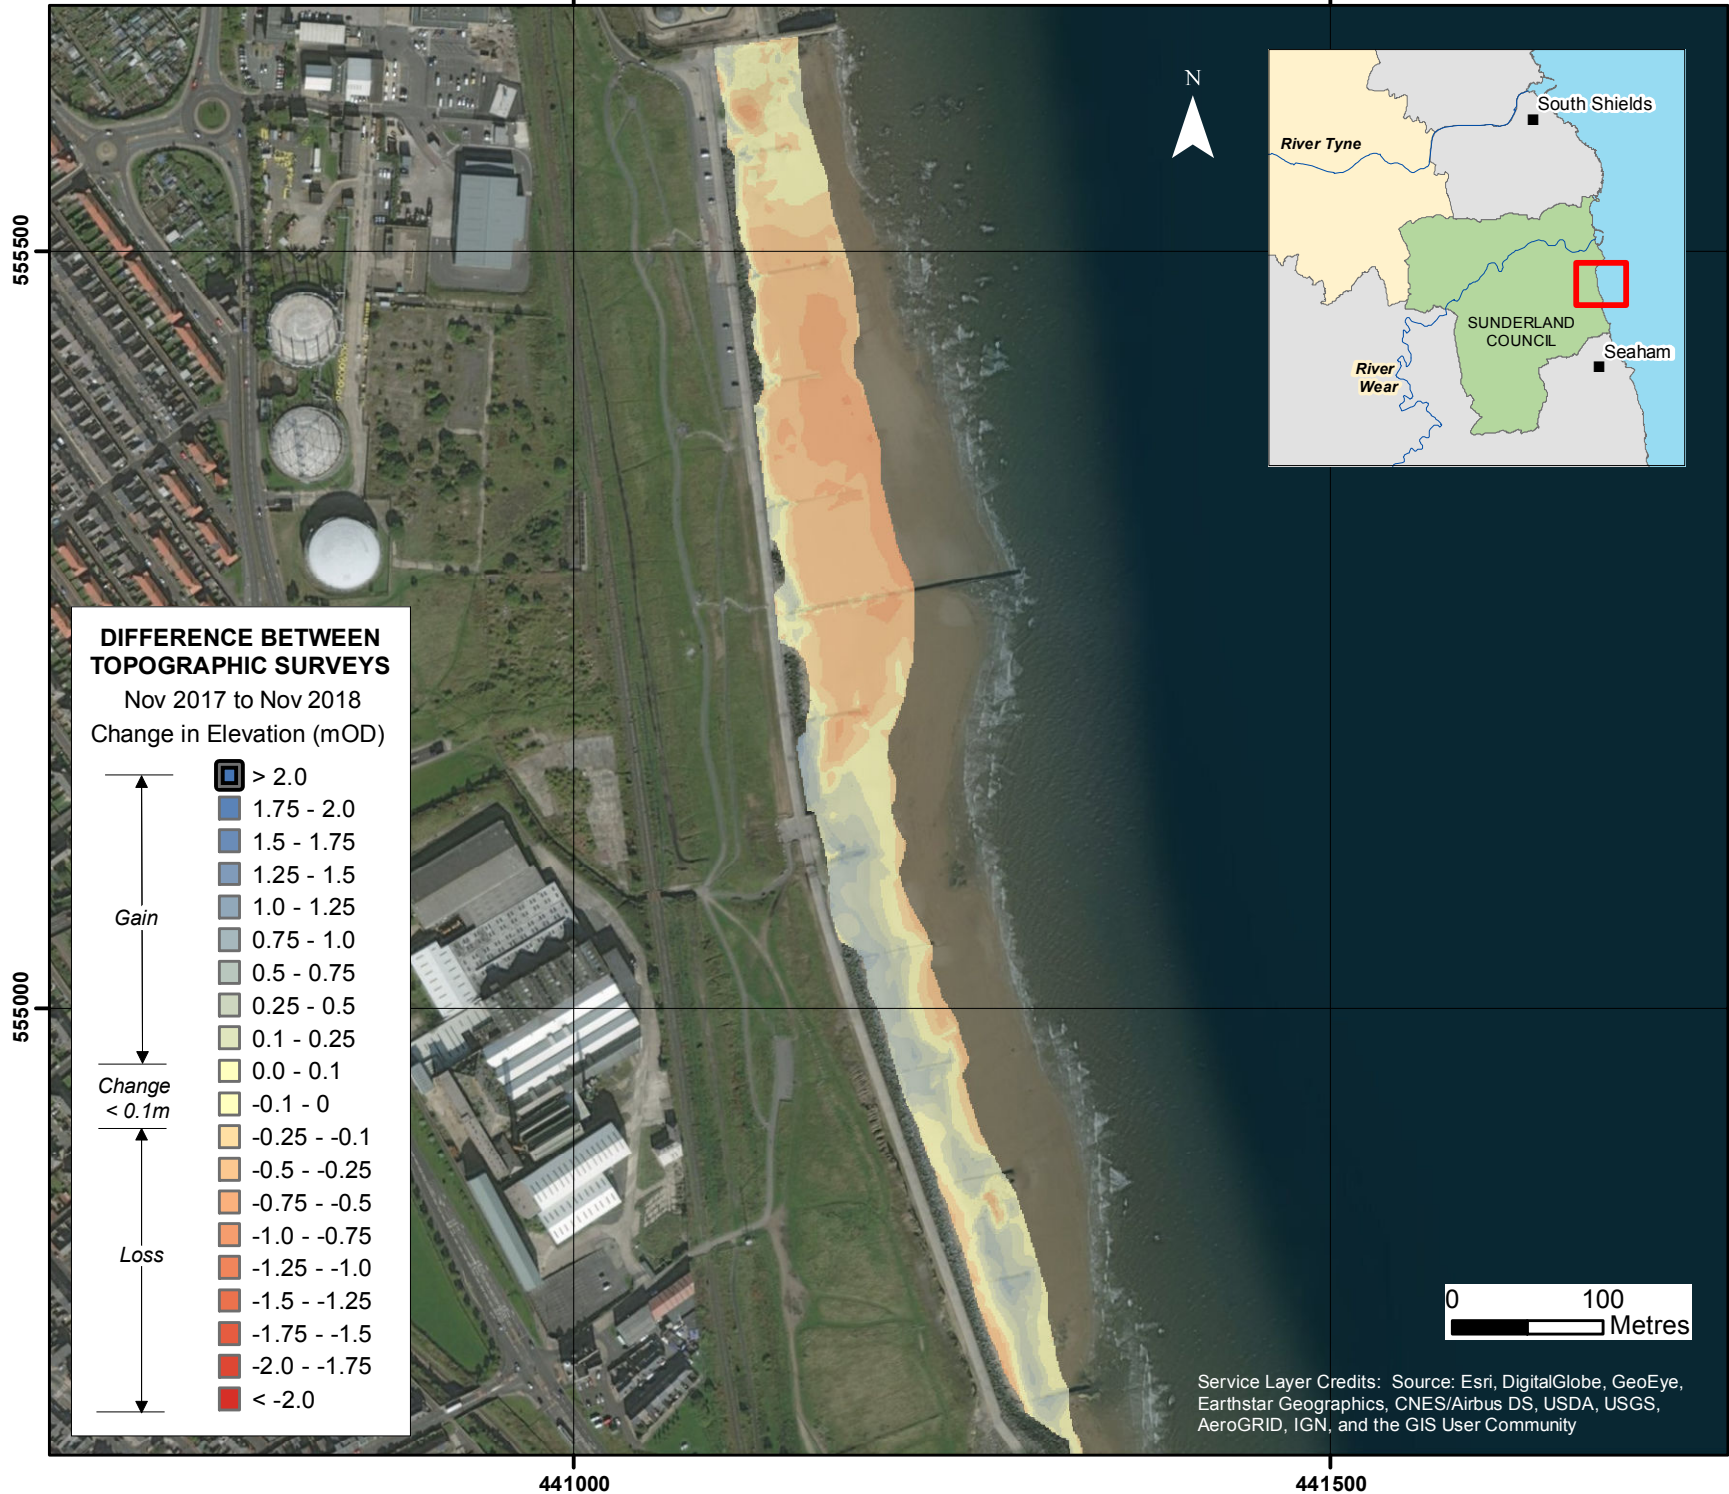 N
South Shields
River Tyne
SUNDERLAND
COUNCIL
Seaham
River
Wear
555500
555000
DIFFERENCE BETWEEN
TOPOGRAPHIC SURVEYS
Nov 2017 to Nov 2018
Change in Elevation (mOD)
> 2.0
1.75 - 2.0
1.5 - 1.75
1.25 - 1.5
1.0 - 1.25
Gain
0.75 - 1.0
0.5 - 0.75
0.25 - 0.5
0.1 - 0.25
0.0 - 0.1
Change
< 0.1m
-0.1 - 0
-0.25 - -0.1
-0.5 - -0.25
-0.75 - -0.5
-1.0 - -0.75
Loss
-1.25 - -1.0
-1.5 - -1.25
-1.75 - -1.5
-2.0 - -1.75
< -2.0
0 100
Metres
Service Layer Credits: Source: Esri, DigitalGlobe, GeoEye,
Earthstar Geographics, CNES/Airbus DS, USDA, USGS,
AeroGRID, IGN, and the GIS User Community
441000
441500